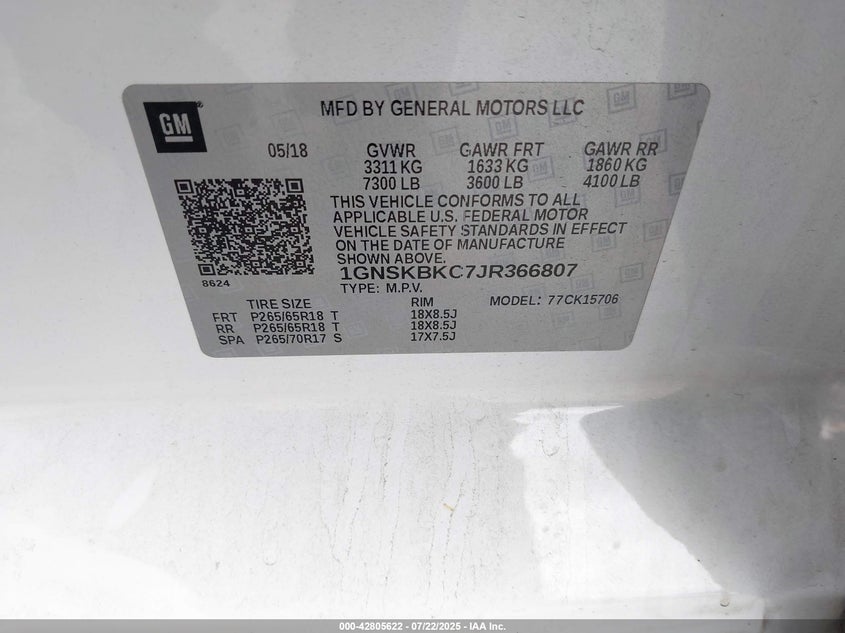 GM
MFD BY GENERAL MOTORS LLC
05/18 GVWR GAWR FRT GAWR RR
3311 KG 1633 KG 1860 KG
7300 LB 3600 LB 4100 LB
THIS VEHICLE CONFORMS TO ALL
APPLICABLE U.S. FEDERAL MOTOR
VEHICLE SAFETY STANDARDS IN EFFECT
ON THE DATE OF MANUFACTURE
SHOWN ABOVE.
1GNSKBKC7JR366807
8624
TYPE: M.P.V.
MODEL: 77CK15706
TIRE SIZE RIM
FRT P265/65R18 T 18X8.5J
RR P265/65R18 T 18X8.5J
SPA P265/70R17 S 17X7.5J
000-42805622 - 07/22/2025 - IAA Inc.